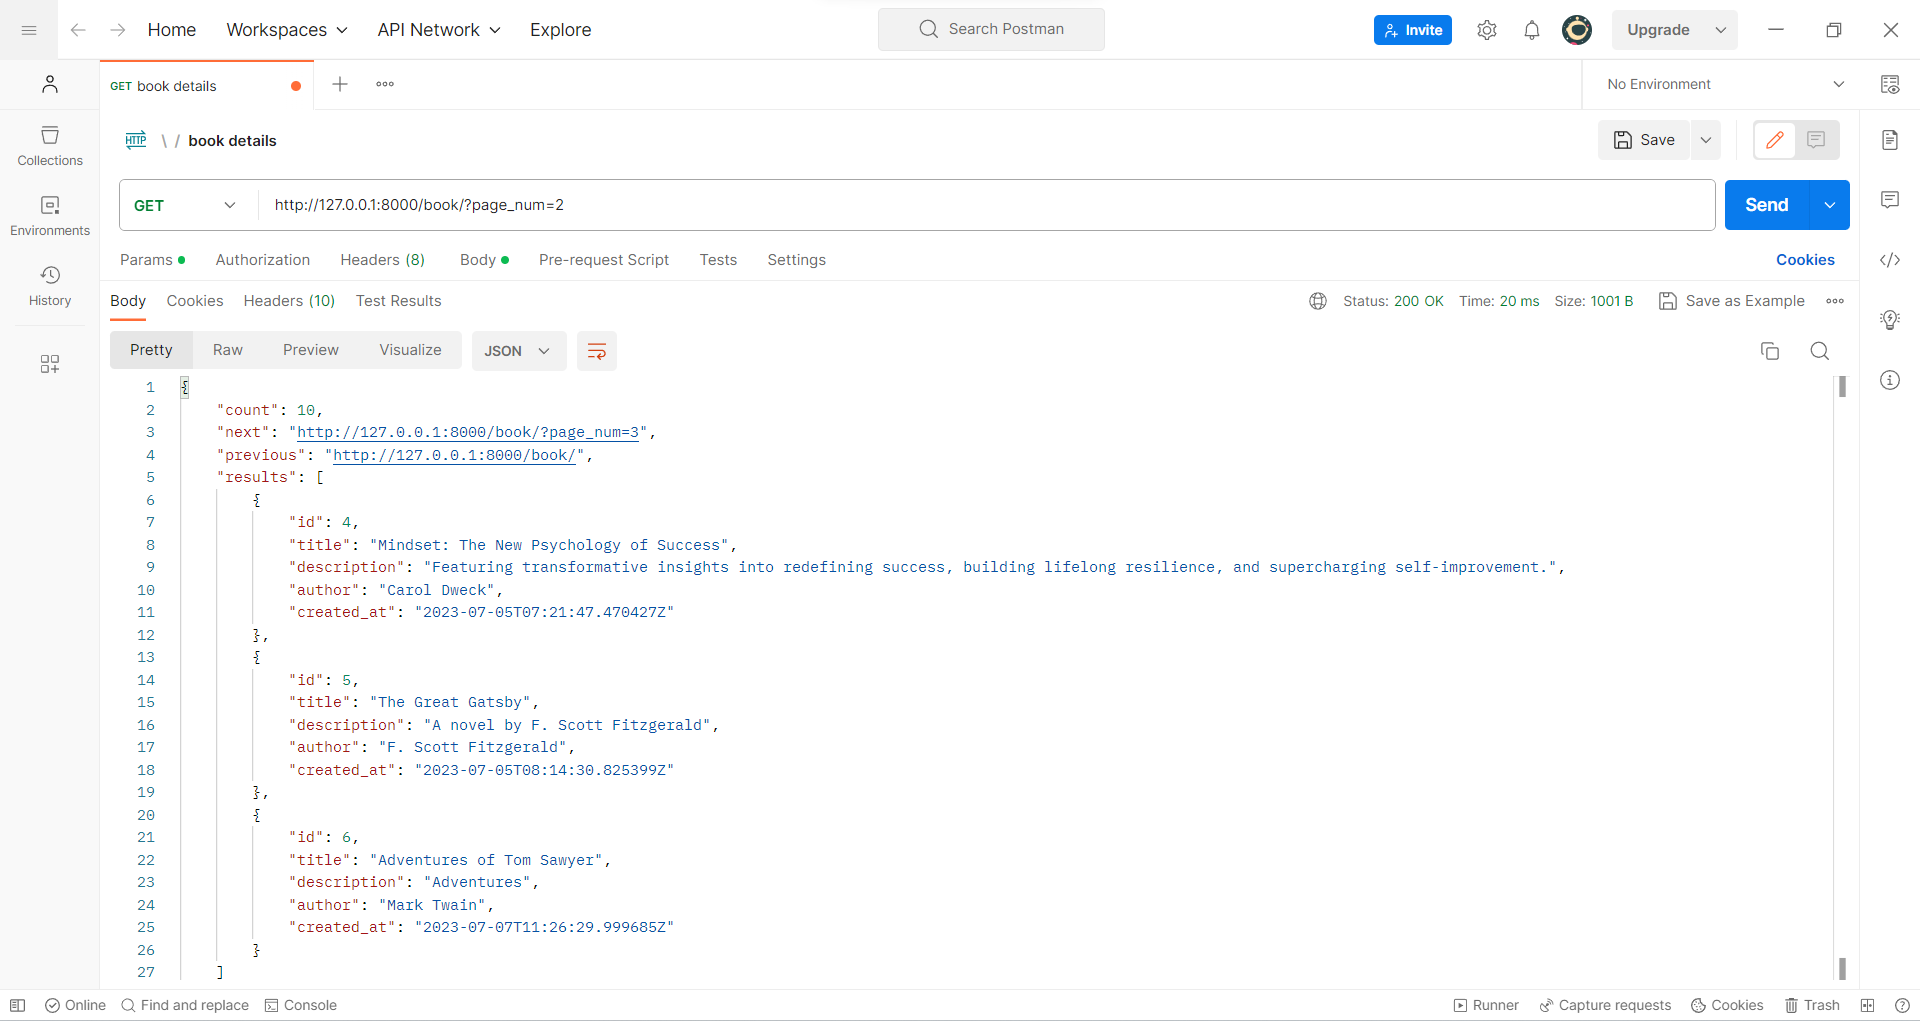 Home Workspaces API Network Explore Search Postman Invite Upgrade
GET book details No Environment
HTTP \ / book details Save
Collections
GET http://127.0.0.1:8000/book/?page_num=2 Send
Environments
Params Authorization Headers (8) Body Pre-request Script Tests Settings Cookies
History
Body Cookies Headers (10) Test Results Status: 200 OK Time: 20 ms Size: 1001 B Save as Example
Pretty Raw Preview Visualize JSON
1 {
2 "count": 10,
3 "next": "http://127.0.0.1:8000/book/?page_num=3",
4 "previous": "http://127.0.0.1:8000/book/",
5 "results": [
6 {
7 "id": 4,
8 "title": "Mindset: The New Psychology of Success",
9 "description": "Featuring transformative insights into redefining success, building lifelong resilience, and supercharging self-improvement.",
10 "author": "Carol Dweck",
11 "created_at": "2023-07-05T07:21:47.470427Z"
12 },
13 {
14 "id": 5,
15 "title": "The Great Gatsby",
16 "description": "A novel by F. Scott Fitzgerald",
17 "author": "F. Scott Fitzgerald",
18 "created_at": "2023-07-05T08:14:30.825399Z"
19 },
20 {
21 "id": 6,
22 "title": "Adventures of Tom Sawyer",
23 "description": "Adventures",
24 "author": "Mark Twain",
25 "created_at": "2023-07-07T11:26:29.999685Z"
26 }
27 ]
Online Find and replace Console Runner Capture requests Cookies Trash